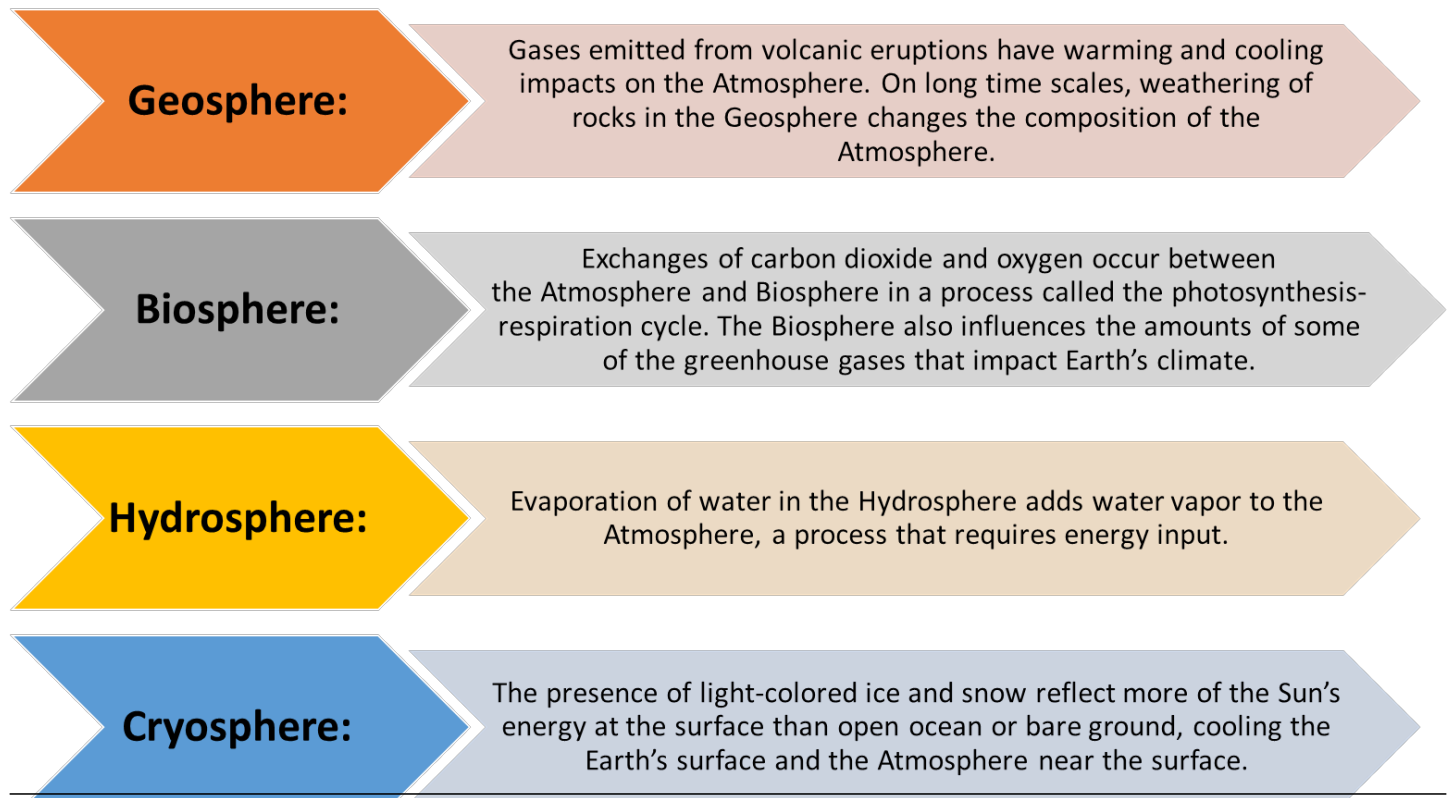 Geosphere:
Gases emitted from volcanic eruptions have warming and cooling
impacts on the Atmosphere. On long time scales, weathering of
rocks in the Geosphere changes the composition of the
Atmosphere.
Biosphere:
Exchanges of carbon dioxide and oxygen occur between
the Atmosphere and Biosphere in a process called the photosynthesis-
respiration cycle. The Biosphere also influences the amounts of some
of the greenhouse gases that impact Earth’s climate.
Hydrosphere:
Evaporation of water in the Hydrosphere adds water vapor to the
Atmosphere, a process that requires energy input.
Cryosphere:
The presence of light-colored ice and snow reflect more of the Sun’s
energy at the surface than open ocean or bare ground, cooling the
Earth’s surface and the Atmosphere near the surface.